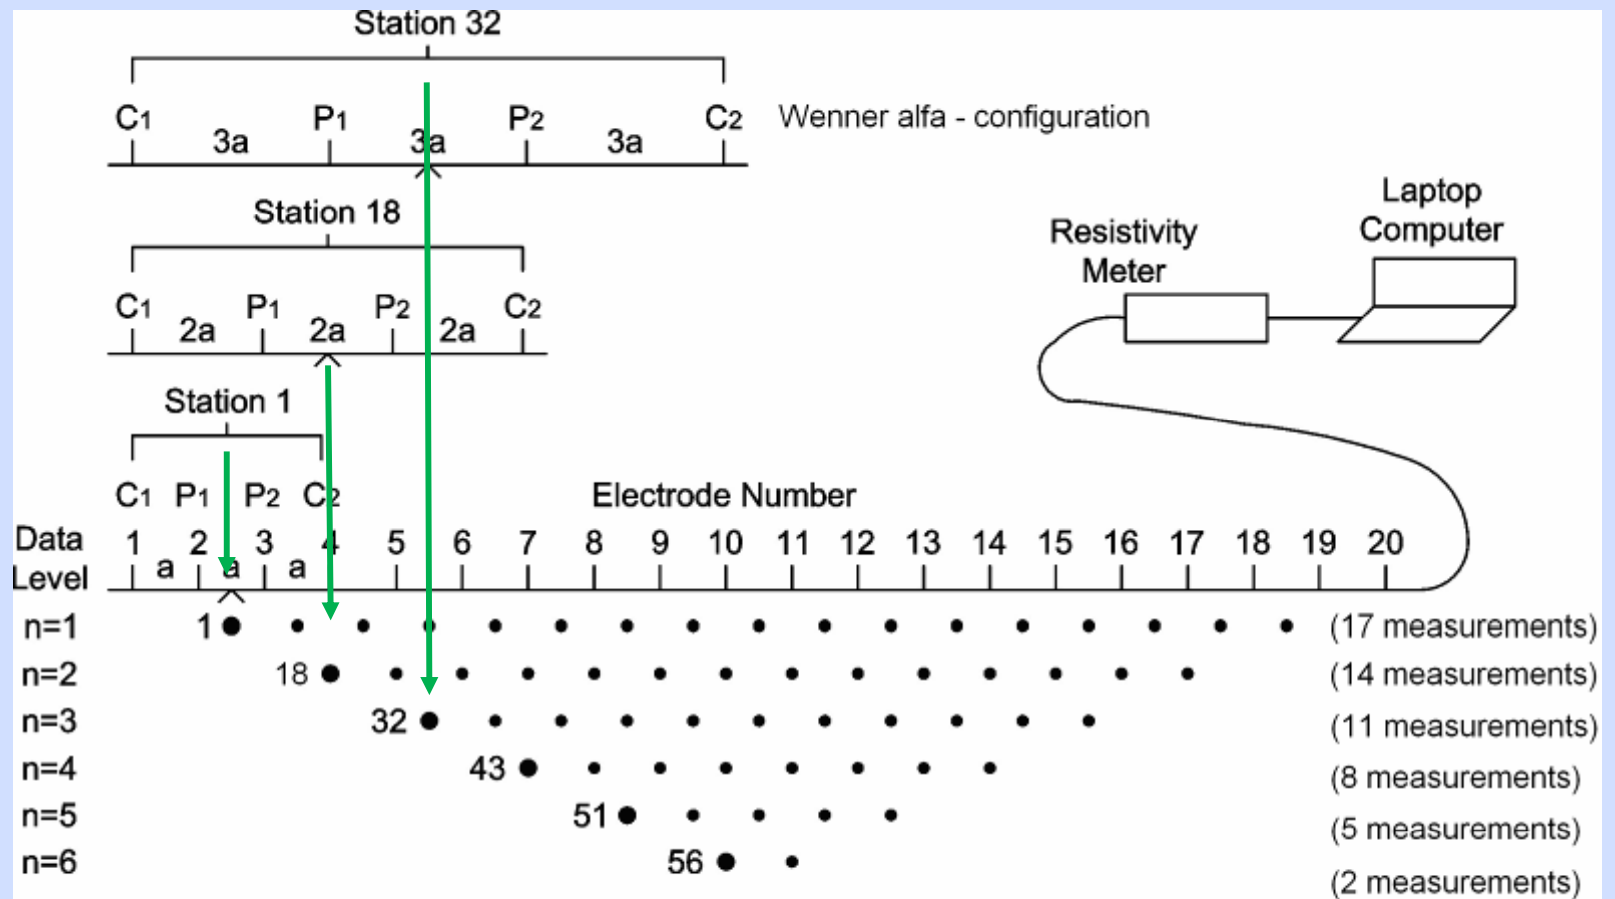 Station 32
C1 P1 P2 C2 Wenner alfa - configuration
3a 3a 3a
Station 18
Laptop
Computer
Resistivity
Meter
C1 P1 P2 C2
2a 2a 2a
Station 1
C1 P1 P2 C2 Electrode Number
Data 1 2 3 4 5 6 7 8 9 10 11 12 13 14 15 16 17 18 19 20
Level a a a
n=1 1 (17 measurements)
n=2 18 (14 measurements)
n=3 32 (11 measurements)
n=4 43 (8 measurements)
n=5 51 (5 measurements)
n=6 56 (2 measurements)